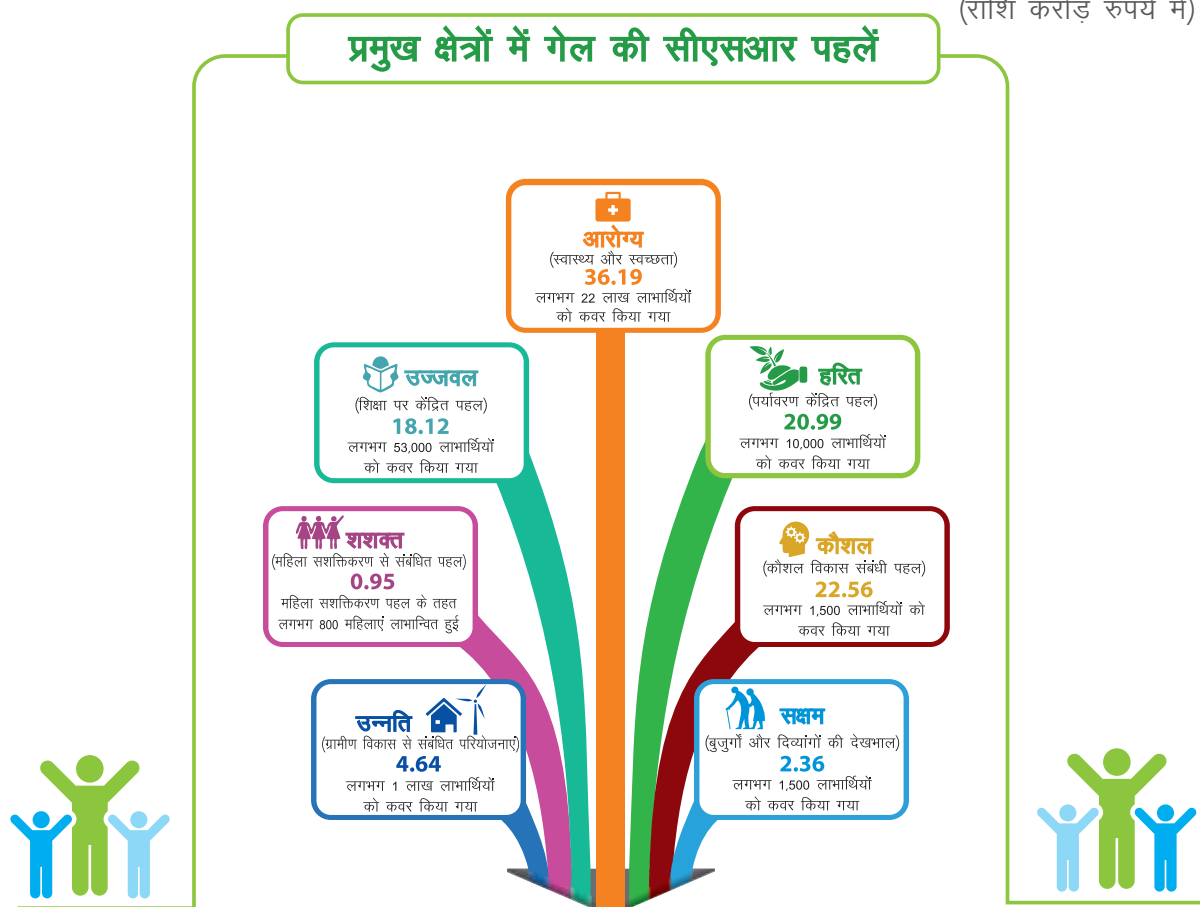 (राशि करोड़ रुपये में)
प्रमुख क्षेत्रों में गेल की सीएसआर पहलें
आरोग्य
(स्वास्थ्य और स्वच्छता)
36.19
लगभग 22 लाख लाभार्थियों
को कवर किया गया
उज्जवल
(शिक्षा पर केंद्रित पहल)
18.12
लगभग 53,000 लाभार्थियों
को कवर किया गया
हरित
(पर्यावरण केंद्रित पहल)
20.99
लगभग 10,000 लाभार्थियों
को कवर किया गया
शशक्त
(महिला सशक्तिकरण से संबंधित पहल)
0.95
महिला सशक्तिकरण पहल के तहत
लगभग 800 महिलाएं लाभान्वित हुई
कौशल
(कौशल विकास संबंधी पहल)
22.56
लगभग 1,500 लाभार्थियों को
कवर किया गया
उन्नति
(ग्रामीण विकास से संबंधित परियोजनाएं)
4.64
लगभग 1 लाख लाभार्थियों
को कवर किया गया
सक्षम
(बुजुर्गों और दिव्यांगों की देखभाल)
2.36
लगभग 1,500 लाभार्थियों
को कवर किया गया